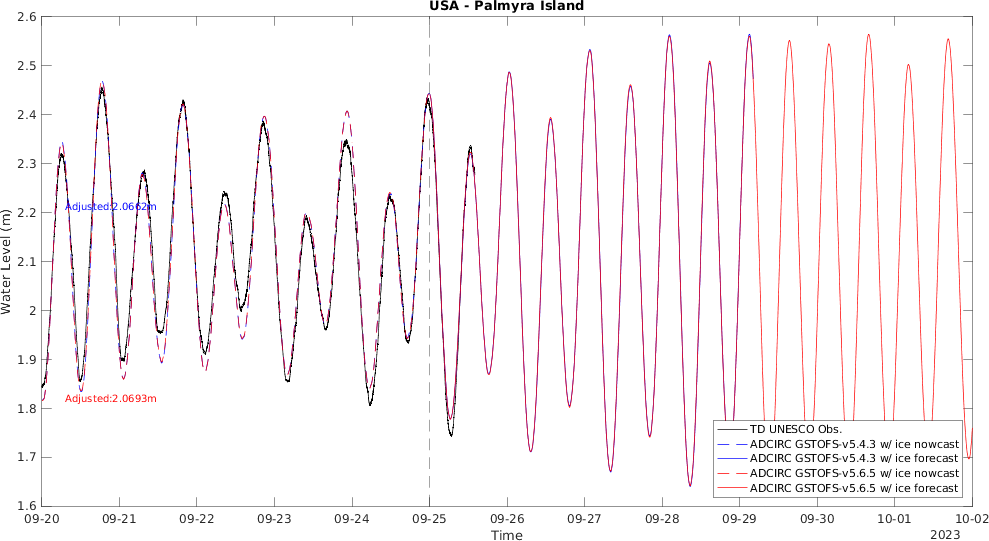 USA - Palmyra Island
2.6
2.5
2.4
2.3
2.2
2.1
2
1.9
1.8
1.7
1.6
Water Level (m)
Adjusted:2.0662m
Adjusted:2.0693m
TD UNESCO Obs.
ADCIRC GSTOFS-v5.4.3 w/ ice nowcast
ADCIRC GSTOFS-v5.4.3 w/ ice forecast
ADCIRC GSTOFS-v5.6.5 w/ ice nowcast
ADCIRC GSTOFS-v5.6.5 w/ ice forecast
09-20 09-21 09-22 09-23 09-24 09-25 09-26 09-27 09-28 09-29 09-30 10-01 10-02
Time
2023